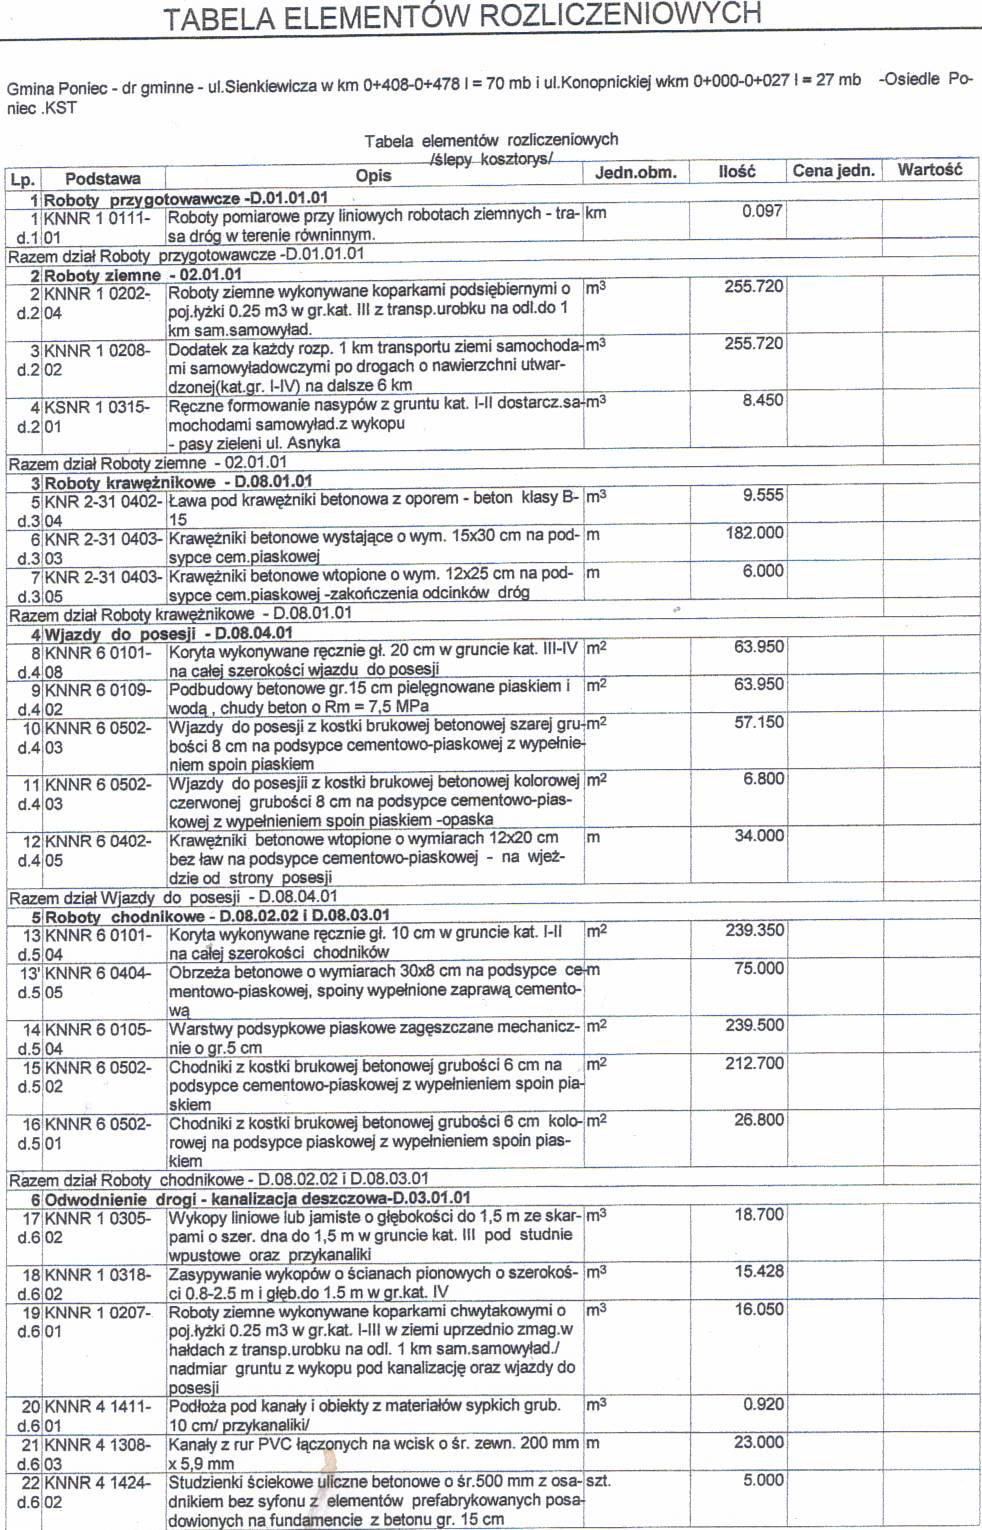 TABELA ELEMENTÓW ROZLICZENIOWYCH
Gmina Poniec - dr gminne - ul.Sienkiewicza w km 0+408-0+478 l = 70 mb i ul.Konopnickiej wkm 0+000-0+027 l = 27 mb -Osiedle Po-
niec .KST
Tabela elementów rozliczeniowych
/ślepy kosztorys/
Lp. Podstawa Opis Jedn.obm. Ilość Cena jedn. Wartość
1 Roboty przygotowawcze -D.01.01.01
1 KNNR 1 0111- Roboty pomiarowe przy liniowych robotach ziemnych - tra- km 0.097
d.1 01 sa dróg w terenie równinnym.
Razem dział Roboty przygotowawcze -D.01.01.01
2 Roboty ziemne - 02.01.01
2 KNNR 1 0202- Roboty ziemne wykonywane koparkami podsiębiernymi o m3 255.720
d.2 04 poj.łyżki 0.25 m3 w gr.kat. III z transp.urobku na odl.do 1
km sam.samowyład.
3 KNNR 1 0208- Dodatek za każdy rozp. 1 km transportu ziemi samochoda- m3 255.720
d.2 02 mi samowyładowczymi po drogach o nawierzchni utwar-
dzonej(kat.gr. I-IV) na dalsze 6 km
4 KSNR 1 0315- Ręczne formowanie nasypów z gruntu kat. I-II dostarcz.sa- m3 8.450
d.2 01 mochodami samowyład.z wykopu
- pasy zieleni ul. Asnyka
Razem dział Roboty ziemne - 02.01.01
3 Roboty krawężnikowe - D.08.01.01
5 KNR 2-31 0402- Ława pod krawężniki betonowa z oporem - beton klasy B- m3 9.555
d.3 04 15
6 KNR 2-31 0403- Krawężniki betonowe wystające o wym. 15x30 cm na pod- m 182.000
d.3 03 sypce cem.piaskowej
7 KNR 2-31 0403- Krawężniki betonowe wtopione o wym. 12x25 cm na pod- m 6.000
d.3 05 sypce cem.piaskowej -zakończenia odcinków dróg
Razem dział Roboty krawężnikowe - D.08.01.01
4 Wjazdy do posesji - D.08.04.01
8 KNNR 6 0101- Koryta wykonywane ręcznie gł. 20 cm w gruncie kat. III-IV m2 63.950
d.4 08 na całej szerokości wjazdu do posesji
9 KNNR 6 0109- Podbudowy betonowe gr.15 cm pielęgnowane piaskiem i m2 63.950
d.4 02 wodą , chudy beton o Rm = 7,5 MPa
10 KNNR 6 0502- Wjazdy do posesji z kostki brukowej betonowej szarej gru- m2 57.150
d.4 03 bości 8 cm na podsypce cementowo-piaskowej z wypełnie-
niem spoin piaskiem
11 KNNR 6 0502- Wjazdy do posesjii z kostki brukowej betonowej kolorowej m2 6.800
d.4 03 czerwonej grubości 8 cm na podsypce cementowo-pias-
kowej z wypełnieniem spoin piaskiem -opaska
12 KNNR 6 0402- Krawężniki betonowe wtopione o wymiarach 12x20 cm m 34.000
d.4 05 bez ław na podsypce cementowo-piaskowej - na wjeź-
dzie od strony posesji
Razem dział Wjazdy do posesji - D.08.04.01
5 Roboty chodnikowe - D.08.02.02 i D.08.03.01
13 KNNR 6 0101- Koryta wykonywane ręcznie gł. 10 cm w gruncie kat. I-II m2 239.350
d.5 04 na całej szerokości chodników
13' KNNR 6 0404- Obrzeża betonowe o wymiarach 30x8 cm na podsypce ce- m 75.000
d.5 05 mentowo-piaskowej, spoiny wypełnione zaprawą cemento-
wą
14 KNNR 6 0105- Warstwy podsypkowe piaskowe zagęszczane mechanicz- m2 239.500
d.5 04 nie o gr.5 cm
15 KNNR 6 0502- Chodniki z kostki brukowej betonowej grubości 6 cm na m2 212.700
d.5 02 podsypce cementowo-piaskowej z wypełnieniem spoin pia-
skiem
16 KNNR 6 0502- Chodniki z kostki brukowej betonowej grubości 6 cm kolo- m2 26.800
d.5 01 rowej na podsypce piaskowej z wypełnieniem spoin pias-
kiem
Razem dział Roboty chodnikowe - D.08.02.02 i D.08.03.01
6 Odwodnienie drogi - kanalizacja deszczowa-D.03.01.01
17 KNNR 1 0305- Wykopy liniowe lub jamiste o głębokości do 1,5 m ze skar- m3 18.700
d.6 02 pami o szer. dna do 1,5 m w gruncie kat. III pod studnie
wpustowe oraz przykanaliki
18 KNNR 1 0318- Zasypywanie wykopów o ścianach pionowych o szerokoś- m3 15.428
d.6 02 ci 0.8-2.5 m i głęb.do 1.5 m w gr.kat. IV
19 KNNR 1 0207- Roboty ziemne wykonywane koparkami chwytakowymi o m3 16.050
d.6 01 poj.łyżki 0.25 m3 w gr.kat. I-III w ziemi uprzednio zmag.w
hałdach z transp.urobku na odl. 1 km sam.samowyład./
nadmiar gruntu z wykopu pod kanalizację oraz wjazdy do
posesji
20 KNNR 4 1411- Podłoża pod kanały i obiekty z materiałów sypkich grub. m3 0.920
d.6 01 10 cm/ przykanaliki/
21 KNNR 4 1308- Kanały z rur PVC łączonych na wcisk o śr. zewn. 200 mm m 23.000
d.6 03 x 5,9 mm
22 KNNR 4 1424- Studzienki ściekowe uliczne betonowe o śr.500 mm z osa- szt. 5.000
d.6 02 dnikiem bez syfonu z elementów prefabrykowanych posa-
dowionych na fundamencie z betonu gr. 15 cm